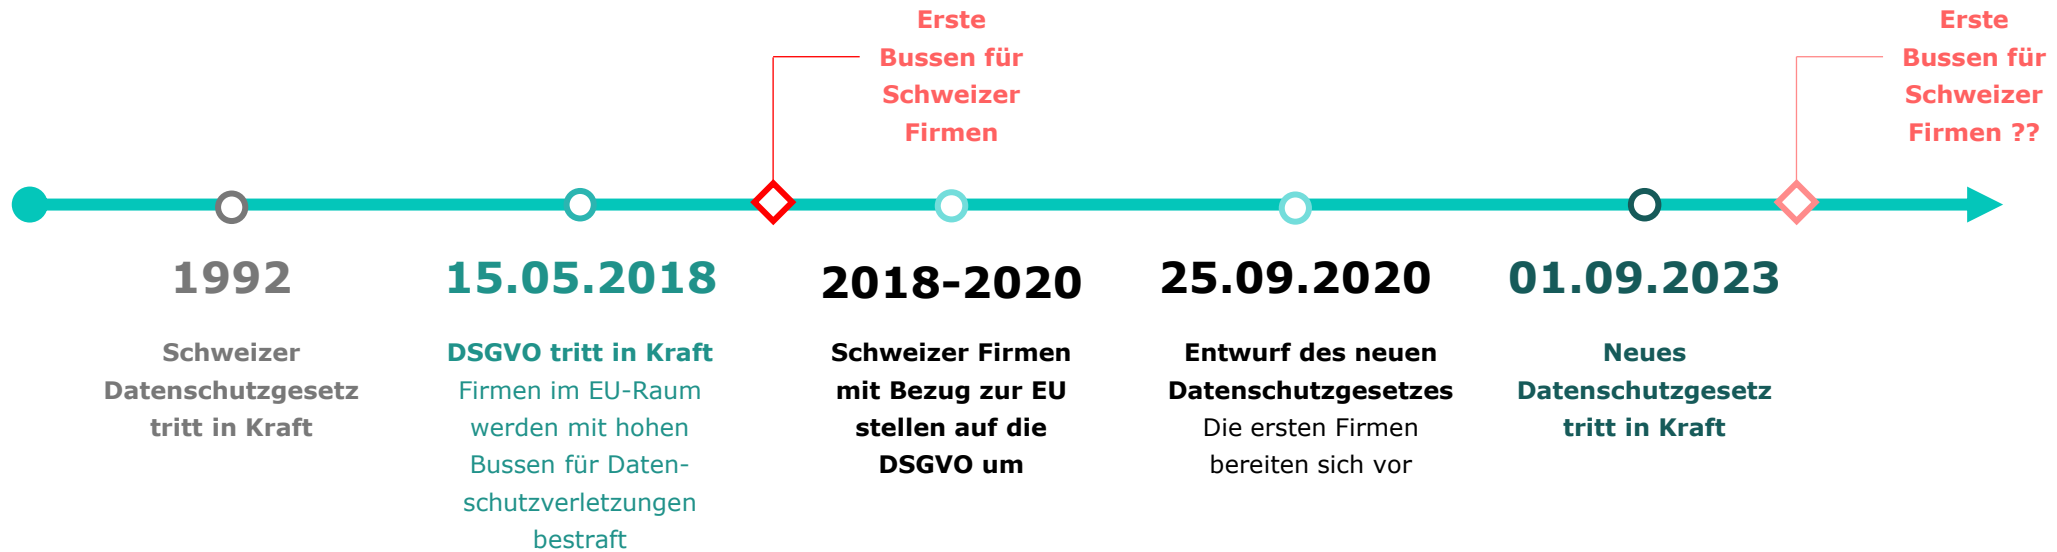 Erste
Bussen für
Schweizer
Firmen
Erste
Bussen für
Schweizer
Firmen ??
1992
Schweizer
Datenschutzgesetz
tritt in Kraft
15.05.2018
DSGVO tritt in Kraft
Firmen im EU-Raum
werden mit hohen
Bussen für Daten-
schutzverletzungen
bestraft
2018-2020
Schweizer Firmen
mit Bezug zur EU
stellen auf die
DSGVO um
25.09.2020
Entwurf des neuen
Datenschutzgesetzes
Die ersten Firmen
bereiten sich vor
01.09.2023
Neues
Datenschutzgesetz
tritt in Kraft